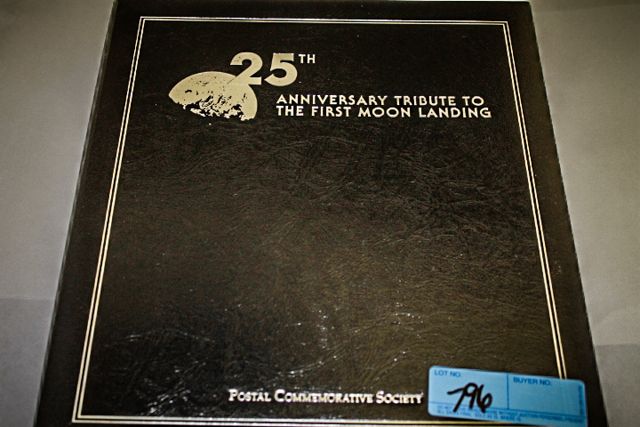 25TH
ANNIVERSARY TRIBUTE TO
THE FIRST MOON LANDING
POSTAL COMMEMORATIVE SOCIETY
LOT NO.
BUYER NO.
796